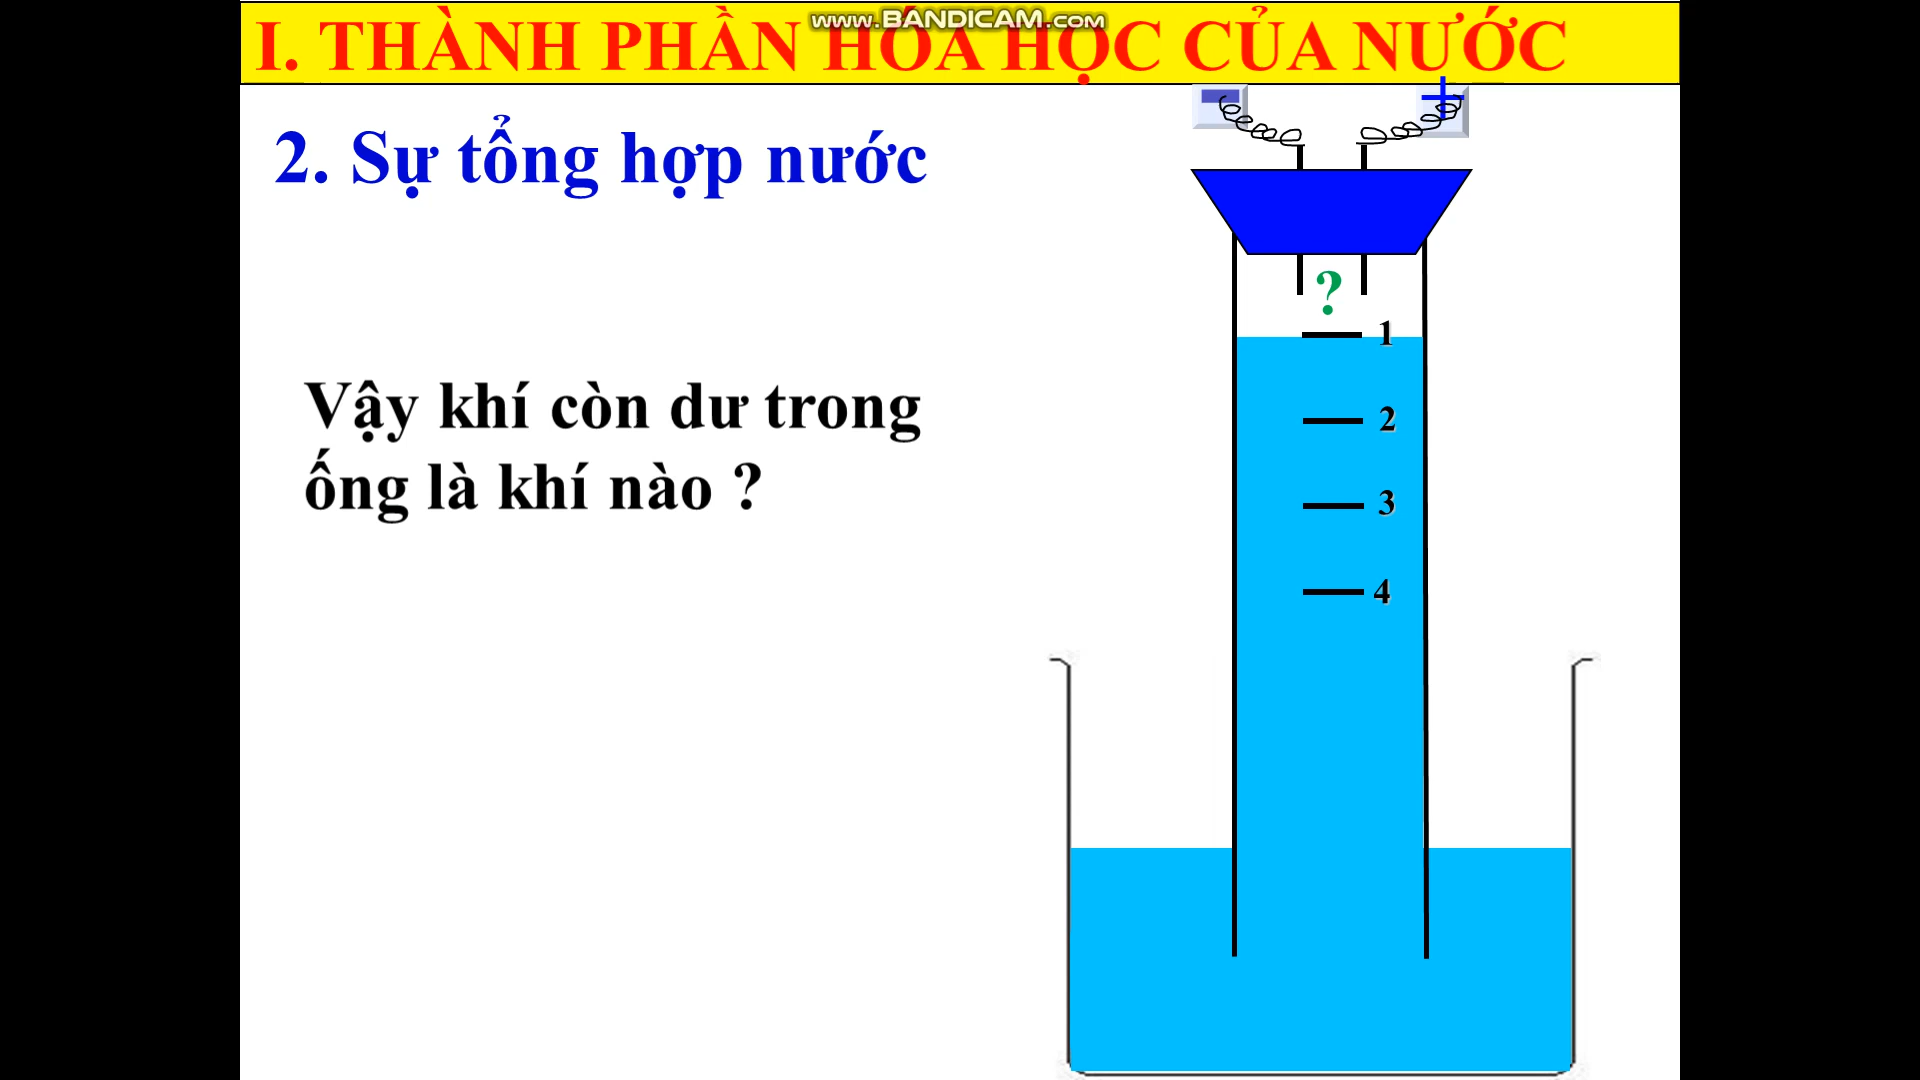 www.BANDICAM.com
I. THÀNH PHẦN HÓA HỌC CỦA NƯỚC
2. Sự tổng hợp nước
- +
?
1
Vậy khí còn dư trong
2
ống là khí nào ?
3
4